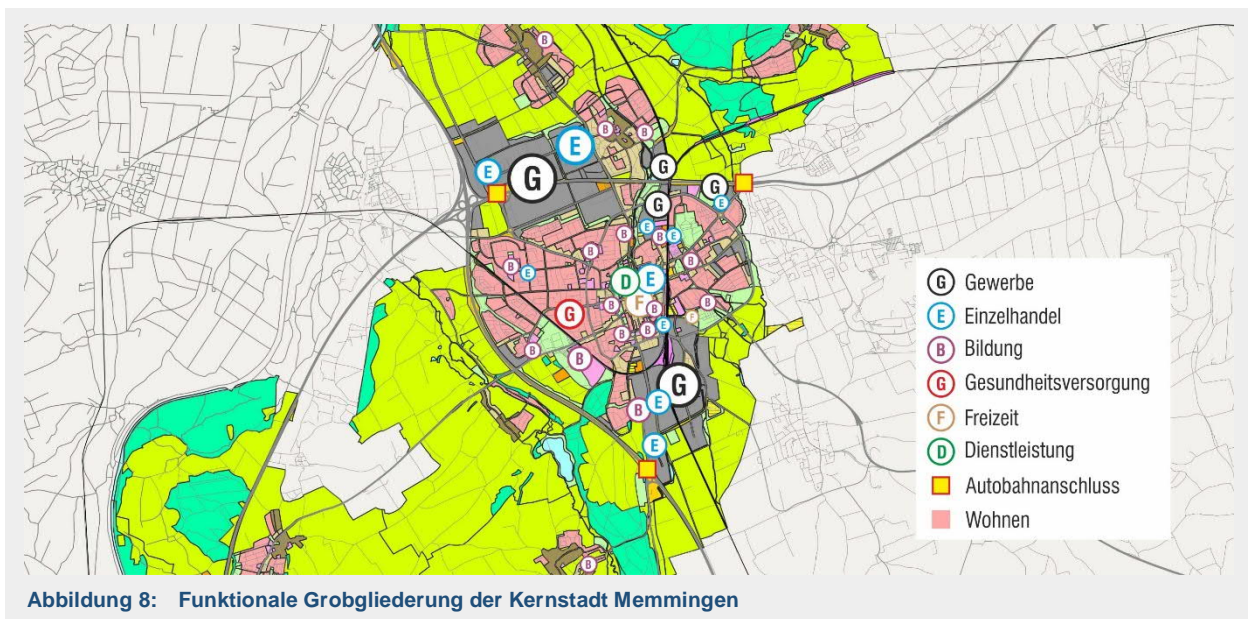 B
B B
E
E G G
G G E
B E B E
B B
B E
D E
B F B B
G F
B B E
B B
G
B E
E
B
G Gewerbe
E Einzelhandel
B Bildung
G Gesundheitsversorgung
F Freizeit
D Dienstleistung
Autobahnanschluss
Wohnen
Abbildung 8: Funktionale Grobgliederung der Kernstadt Memmingen